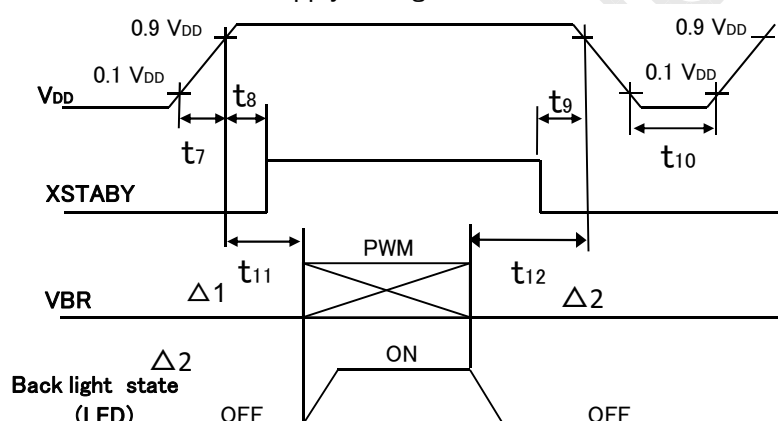 0.9 VDD
0.9 VDD
0.1 VDD
0.1 VDD
VDD
t8
t9
t7
t10
XSTABY
PWM
t11
t12
VBR
△1
△2
△2
ON
Back light state
(LED)
OFF
OFF